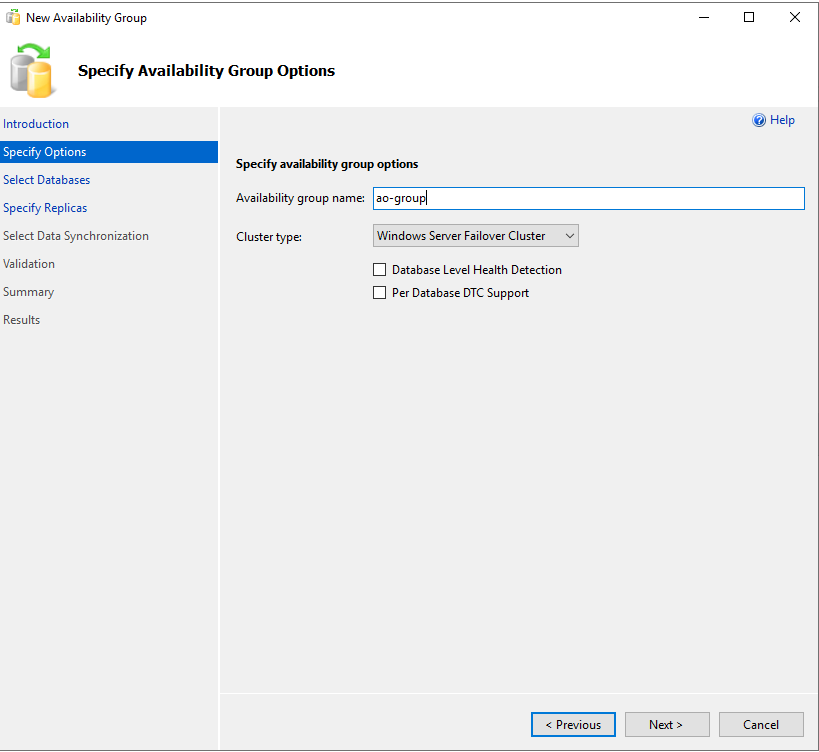 New Availability Group
Specify Availability Group Options
Introduction
Specify Options
Select Databases
Specify Replicas
Select Data Synchronization
Validation
Summary
Results
Help
Specify availability group options
Availability group name: ao-group
Cluster type: Windows Server Failover Cluster
Database Level Health Detection
Per Database DTC Support
< Previous Next > Cancel